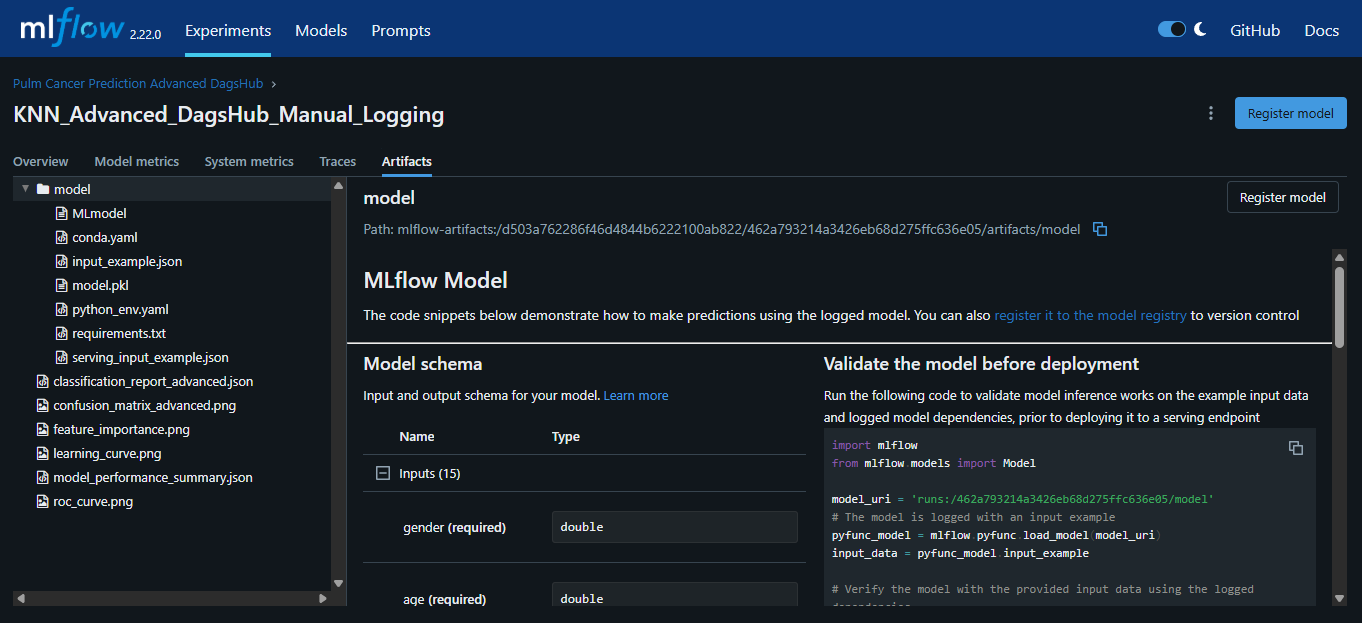 mlflow 2.22.0 Experiments Models Prompts GitHub Docs
Pulm Cancer Prediction Advanced DagsHub ›
KNN_Advanced_DagsHub_Manual_Logging
Register model
Overview Model metrics System metrics Traces Artifacts
model
MLmodel
conda.yaml
input_example.json
model.pkl
python_env.yaml
requirements.txt
serving_input_example.json
classification_report_advanced.json
confusion_matrix_advanced.png
feature_importance.png
learning_curve.png
model_performance_summary.json
roc_curve.png
model
Register model
Path: mlflow-artifacts:/d503a762286f46d4844b6222100ab822/462a793214a3426eb68d275ffc636e05/artifacts/model
MLflow Model
The code snippets below demonstrate how to make predictions using the logged model. You can also register it to the model registry to version control
Model schema
Input and output schema for your model. Learn more
Name Type
Inputs (15)
gender (required) double
age (required) double
Validate the model before deployment
Run the following code to validate model inference works on the example input data
and logged model dependencies, prior to deploying it to a serving endpoint
import mlflow
from mlflow.models import Model
model_uri = 'runs:/462a793214a3426eb68d275ffc636e05/model'
# The model is logged with an input example
pyfunc_model = mlflow.pyfunc.load_model(model_uri)
input_data = pyfunc_model.input_example
# Verify the model with the provided input data using the logged
dependencies.